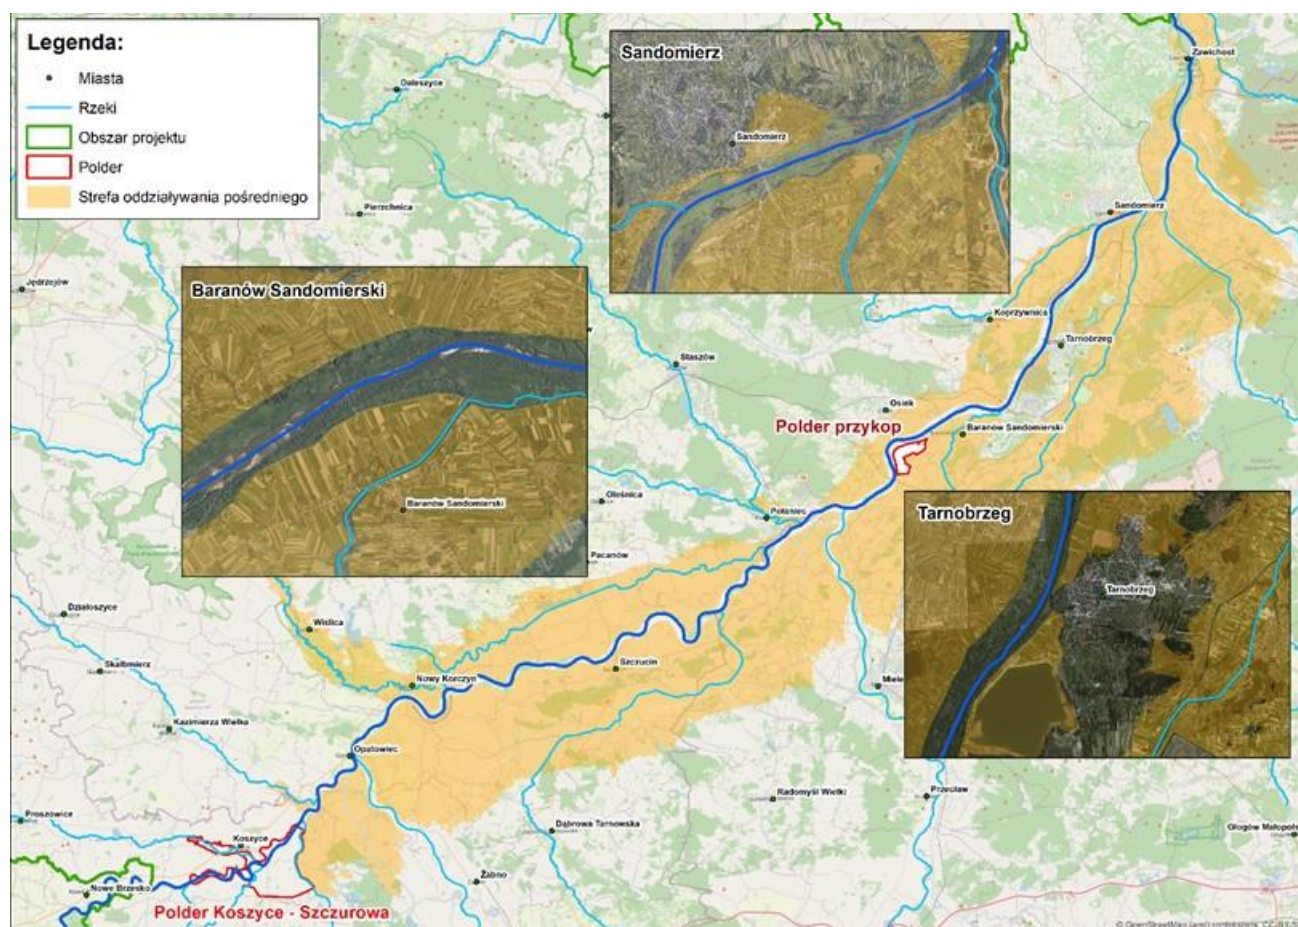 Legenda:
Miasta
Rzeki
Obszar projektu
Polder
Strefa oddziaływania pośredniego
Sandomierz
Sandomierz
Zawichost
Daleszyce
Pierzchnica
Sandomierz
Jędrzejów
Baranów Sandomierski
Baranów Sandomierski
Koprzywnica
Tarnobrzeg
Staszów
Osiek
Polder przykop
Baranów Sandomierski
Oleśnica
Połaniec
Tarnobrzeg
Tarnobrzeg
Pacanów
Działoszyce
Wiślica
Skalbmierz
Szczucin
Nowy Korczyn
Miele
Kazimierza Wielka
Opatowiec
Radomyśl Wielki
Przecław
Proszowice
Dąbrowa Tarnowska
Głogów Małopols
Koszyce
Żabno
Nowe Brzesko
Polder Koszyce - Szczurowa